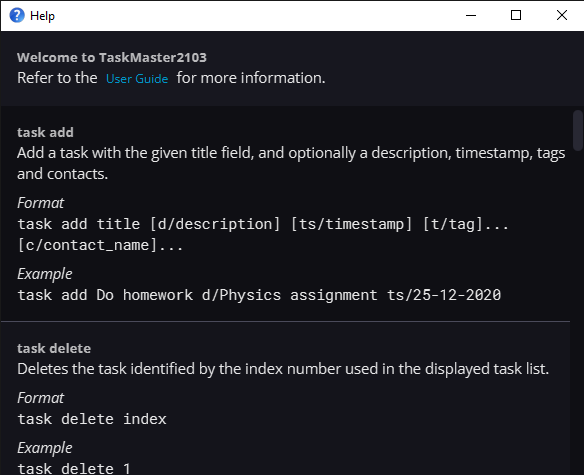 Help
Welcome to TaskMaster2103
Refer to the User Guide for more information.
task add
Add a task with the given title field, and optionally a description, timestamp, tags
and contacts.
Format
task add title [d/description] [ts/timestamp] [t/tag]...
[c/contact_name]...
Example
task add Do homework d/Physics assignment ts/25-12-2020
task delete
Deletes the task identified by the index number used in the displayed task list.
Format
task delete index
Example
task delete 1